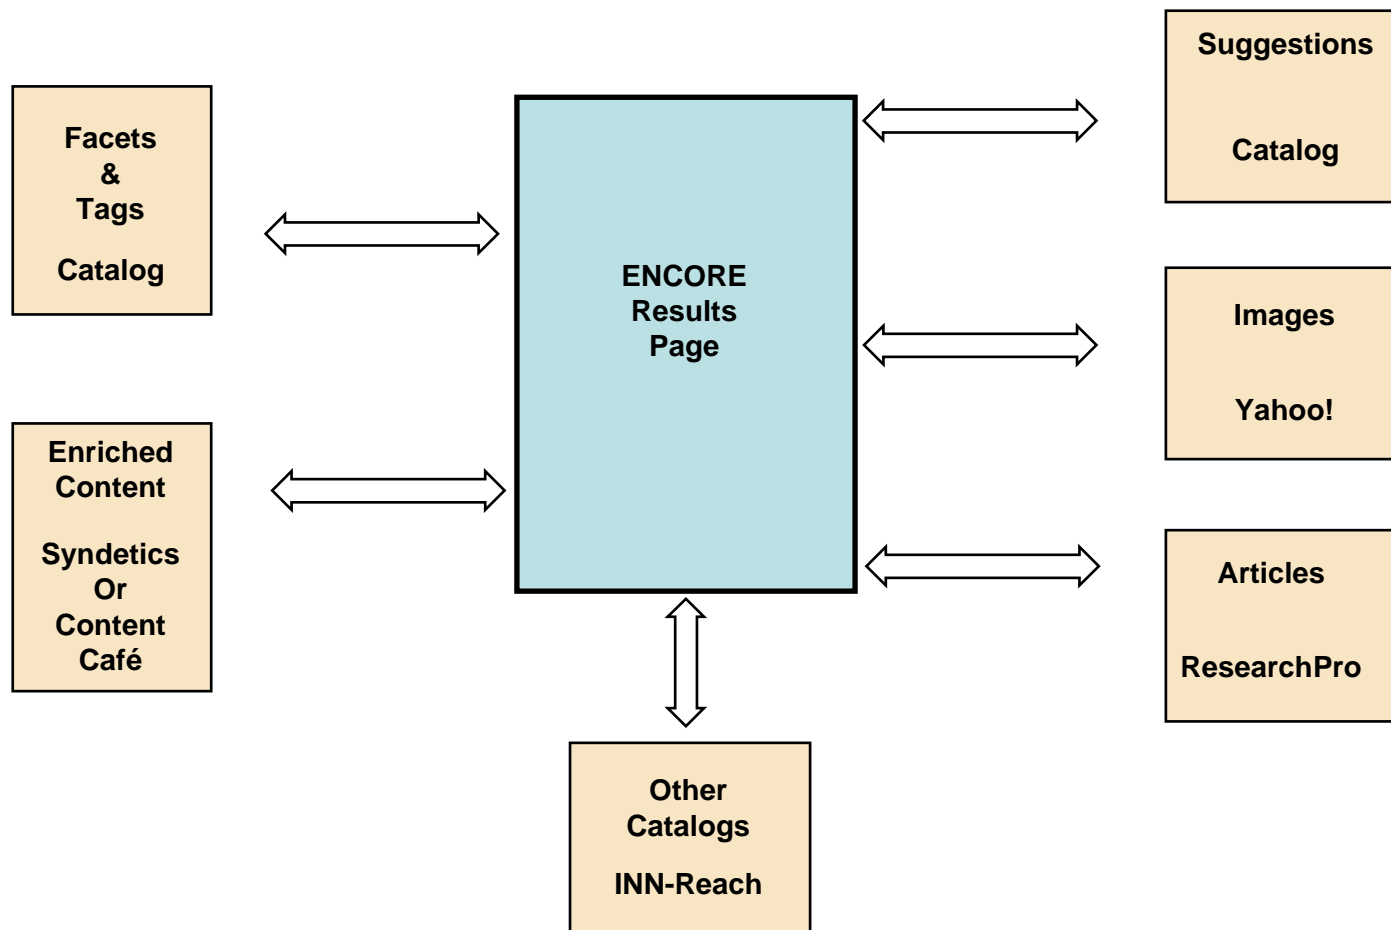 Facets
&
Tags
Catalog
Enriched
Content
Syndetics
Or
Content
Café
ENCORE
Results
Page
Other
Catalogs
INN-Reach
Suggestions
Catalog
Images
Yahoo!
Articles
ResearchPro